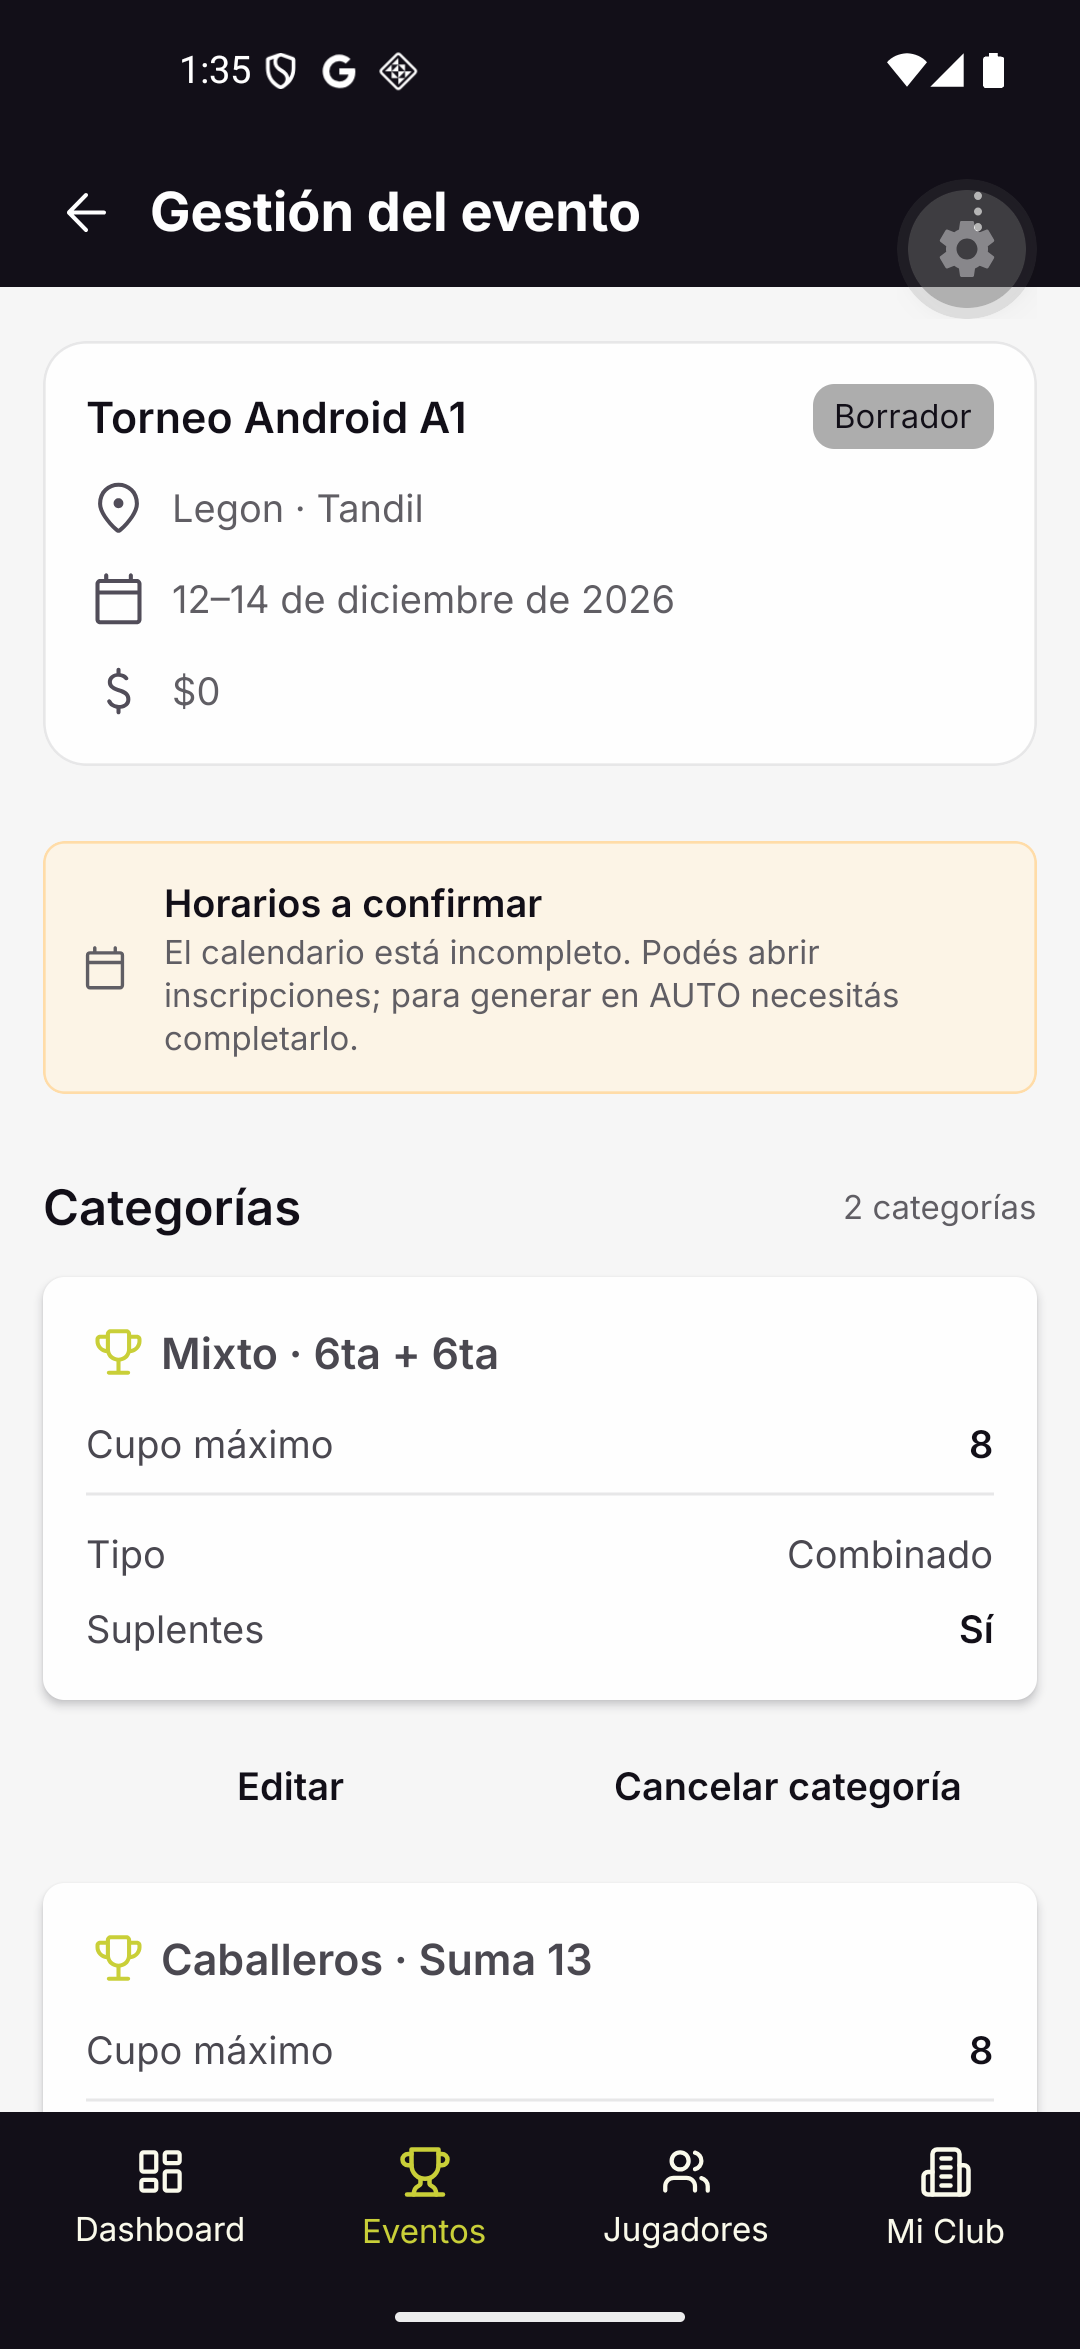 1:35
Gestión del evento
Torneo Android A1
Borrador
Legon · Tandil
12–14 de diciembre de 2026
$0
Horarios a confirmar
El calendario está incompleto. Podés abrir
inscripciones; para generar en AUTO necesitás
completarlo.
Categorías
2 categorías
Mixto · 6ta + 6ta
Cupo máximo
8
Tipo
Combinado
Suplentes
Sí
Editar
Cancelar categoría
Caballeros · Suma 13
Cupo máximo
8
Dashboard
Eventos
Jugadores
Mi Club